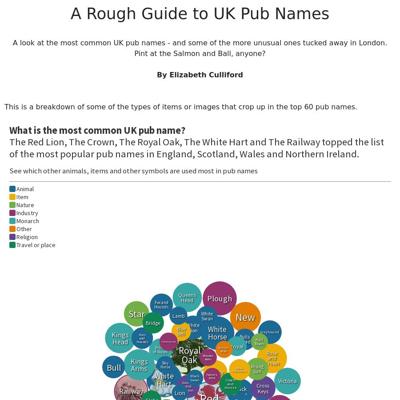 A Rough Guide to UK Pub Names
A look at the most common UK pub names - and some of the more unusual ones tucked away in London.
Pint at the Salmon and Ball, anyone?
By Elizabeth Culliford
This is a breakdown of some of the types of items or images that crop up in the top 60 pub names.
What is the most common UK pub name?
The Red Lion, The Crown, The Royal Oak, The White Hart and The Railway topped the list
of the most popular pub names in England, Scotland, Wales and Northern Ireland.
See which other animals, items and other symbols are used most in pub names
Animal
Item
Nature
Industry
Monarch
Other
Religion
Travel or place
Queens
Head
Plough
Fox and
Hounds
Star
Bridge
Lamb
White
Swan
New
Kings
Head
White
Horse
Greyhound
Royal
Oak
Bull
Kings
Arms
Rose and
Crown
White
Hart
Victoria
Cross
Keys
Railway
Lion
Red